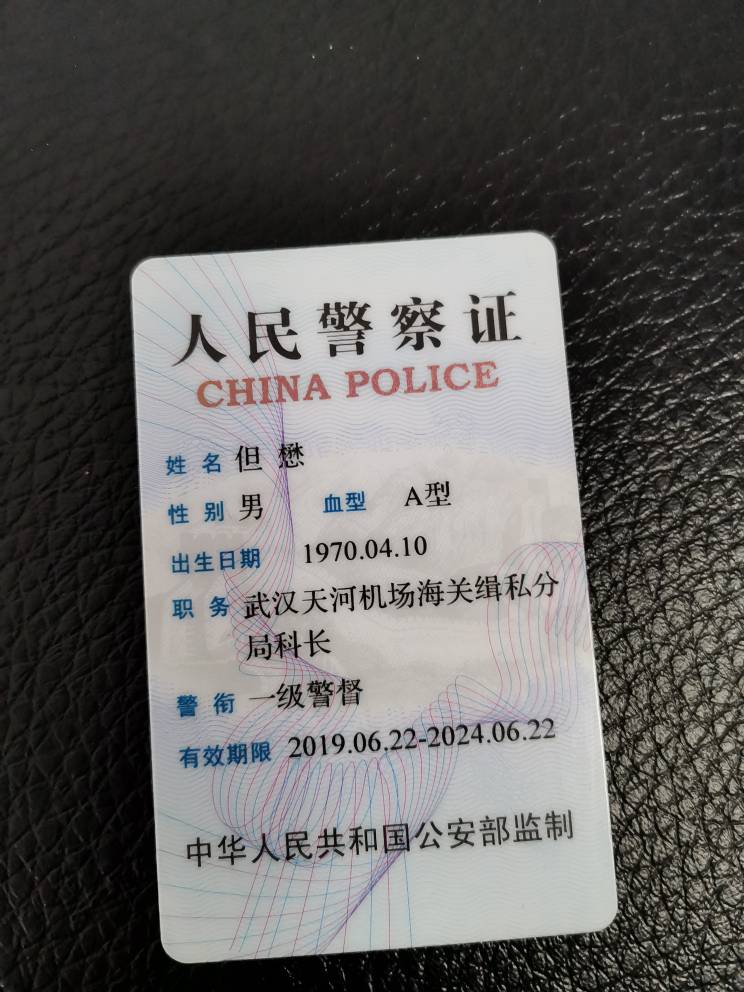 人民警察证
CHINA POLICE
姓名 但懋
性别 男 血型 A型
出生日期 1970.04.10
职务 武汉天河机场海关缉私分
局科长
警衔 一级警督
有效期限 2019.06.22-2024.06.22
中华人民共和国公安部监制